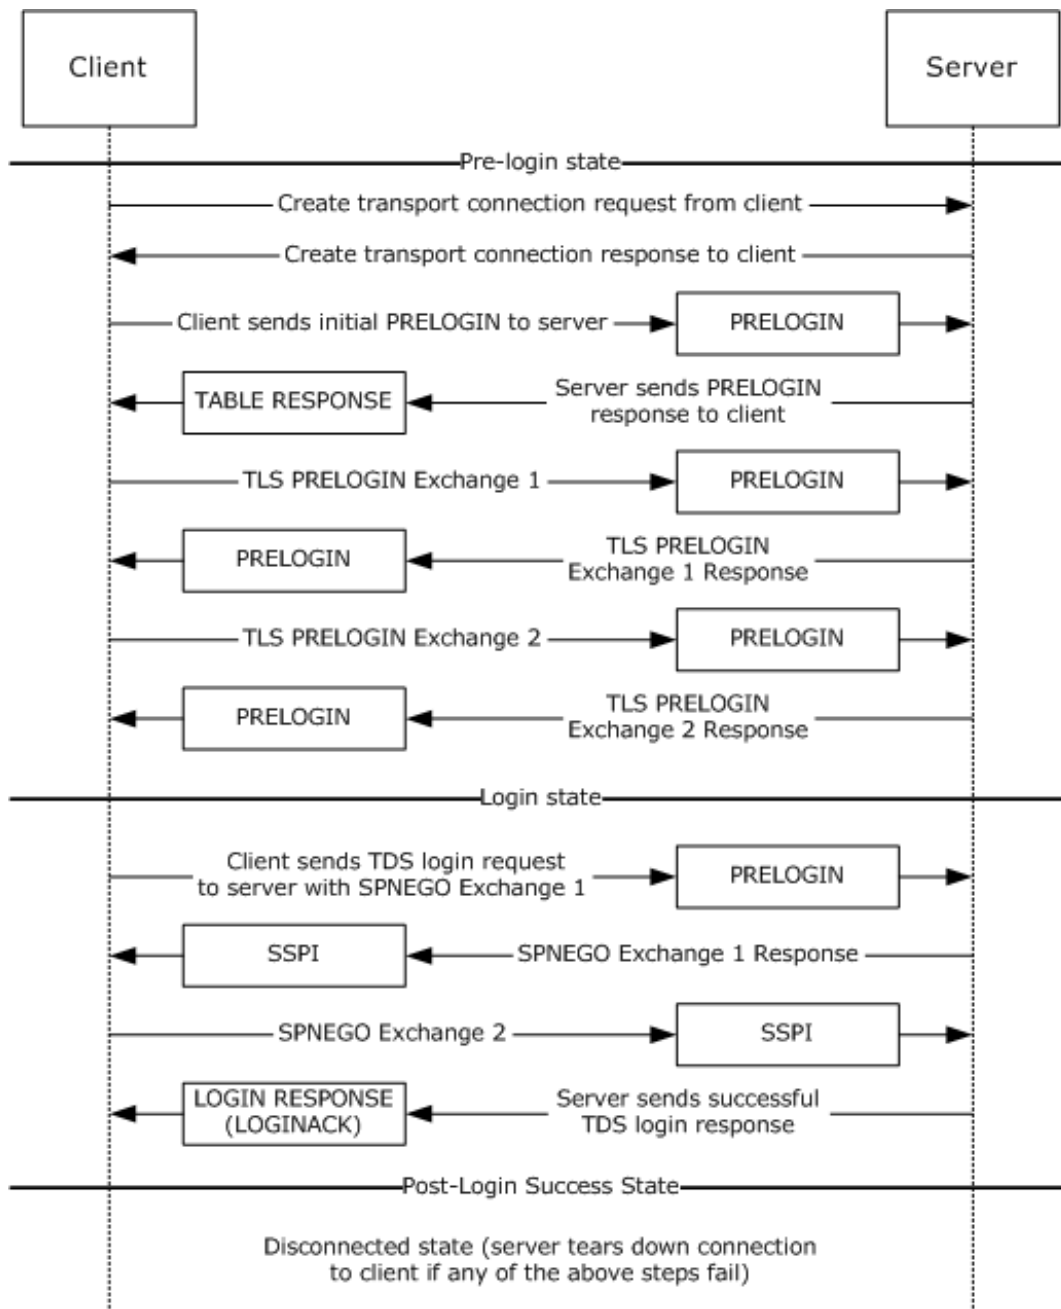 Client
Server
Pre-login state
Create transport connection request from client
Create transport connection response to client
Client sends initial PRELOGIN to server
PRELOGIN
TABLE RESPONSE
Server sends PRELOGIN
response to client
TLS PRELOGIN Exchange 1
PRELOGIN
PRELOGIN
TLS PRELOGIN
Exchange 1 Response
TLS PRELOGIN Exchange 2
PRELOGIN
PRELOGIN
TLS PRELOGIN
Exchange 2 Response
Login state
Client sends TDS login request
to server with SPNEGO Exchange 1
PRELOGIN
SSPI
SPNEGO Exchange 1 Response
SPNEGO Exchange 2
SSPI
LOGIN RESPONSE
(LOGINACK)
Server sends successful
TDS login response
Post-Login Success State
Disconnected state (server tears down connection
to client if any of the above steps fail)